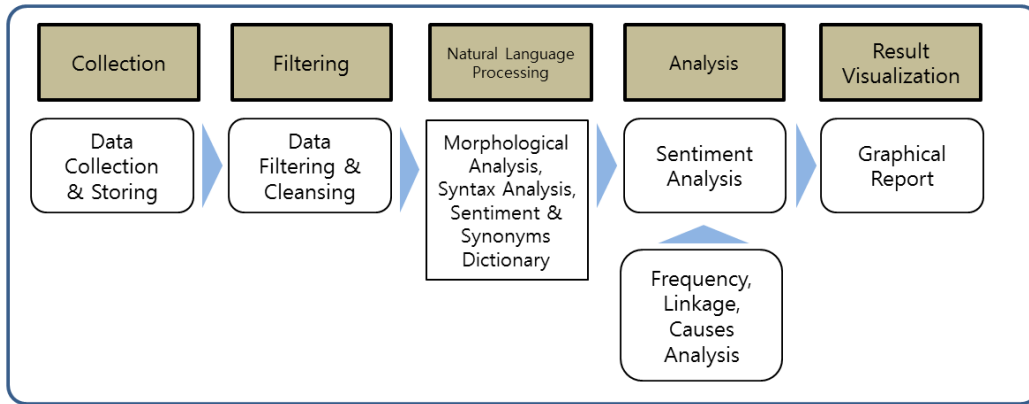 Collection
Filtering
Natural Language
Processing
Analysis
Result
Visualization
Data
Collection
& Storing
Data
Filtering &
Cleansing
Morphological
Analysis,
Syntax Analysis,
Sentiment &
Synonyms
Dictionary
Sentiment
Analysis
Graphical
Report
Frequency,
Linkage,
Causes
Analysis